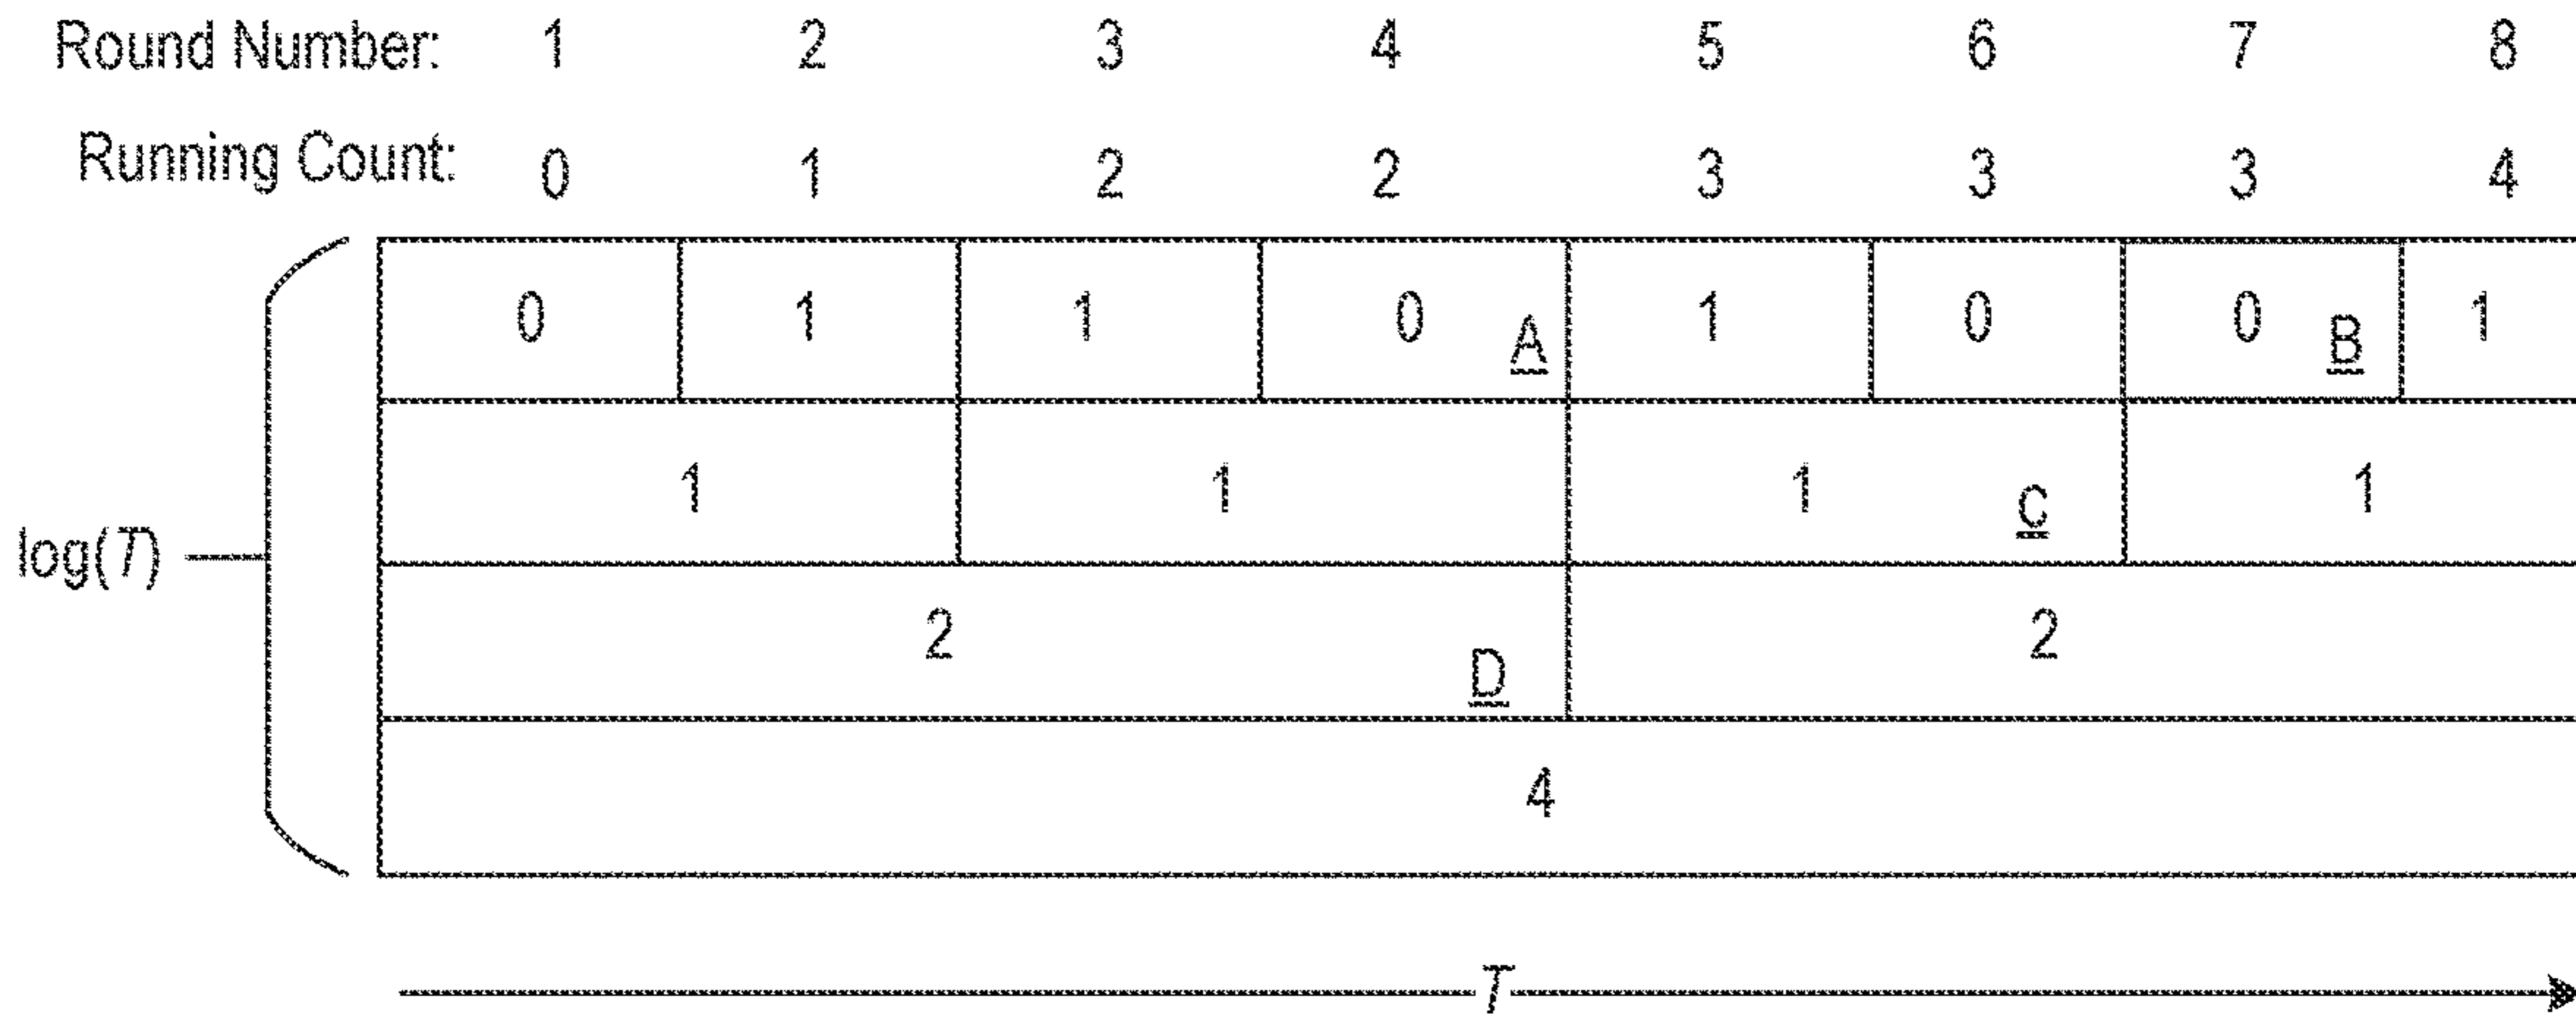 Round Number: 1 2 3 4 5 6 7 8
Running Count: 0 1 2 2 3 3 3 4
0 1 1 0 A 1 0 0 B 1
1 1 1 C 1
log(T)
2 D 2
4
T